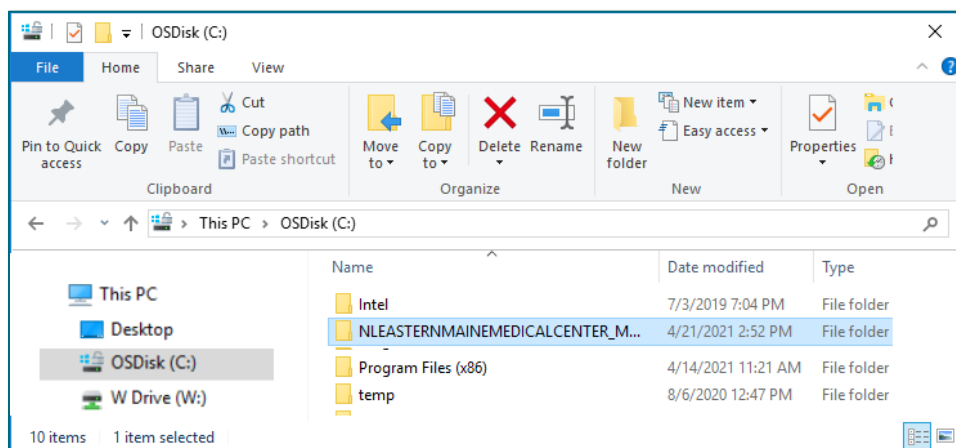 OSDisk (C:)
File Home Share View
Pin to Quick access
Copy
Paste
Cut
Copy path
Paste shortcut
Clipboard
Move to
Copy to
Delete
Rename
Organize
New folder
New item
Easy access
New
Properties
Open
This PC > OSDisk (C:)
Name Date modified Type
This PC
Desktop
OSDisk (C:)
W Drive (W:)
Intel 7/3/2019 7:04 PM File folder
NLEASTERNMAINEMEDICALCENTER_M... 4/21/2021 2:52 PM File folder
Program Files (x86) 4/14/2021 11:21 AM File folder
temp 8/6/2020 12:47 PM File folder
10 items 1 item selected